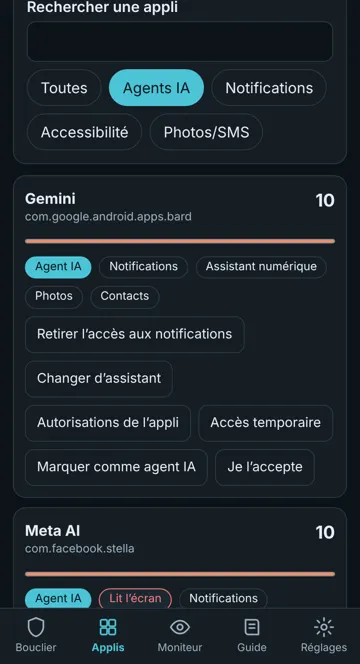 Rechercher une appli
Toutes
Agents IA
Notifications
Accessibilité
Photos/SMS
Gemini
10
com.google.android.apps.bard
Agent IA
Notifications
Assistant numérique
Photos
Contacts
Retirer l’accès aux notifications
Changer d’assistant
Autorisations de l’appli
Accès temporaire
Marquer comme agent IA
Je l’accepte
Meta AI
10
com.facebook.stella
Agent IA
Lit l’écran
Notifications
Bouclier
Applis
Moniteur
Guide
Réglages